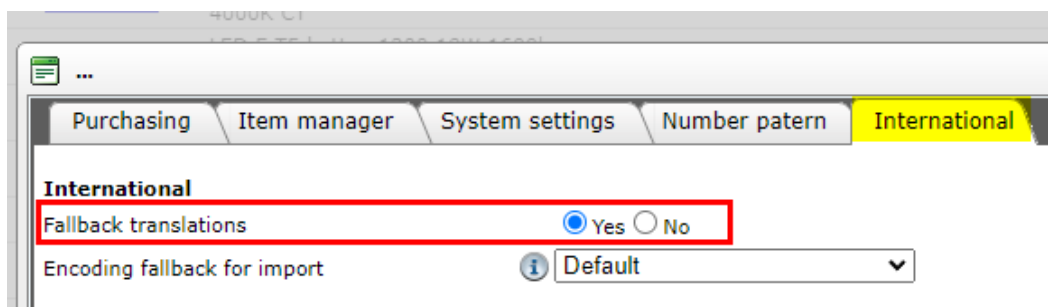 4000K CT
...
Purchasing Item manager System settings Number patern International
International
Fallback translations Yes No
Encoding fallback for import Default